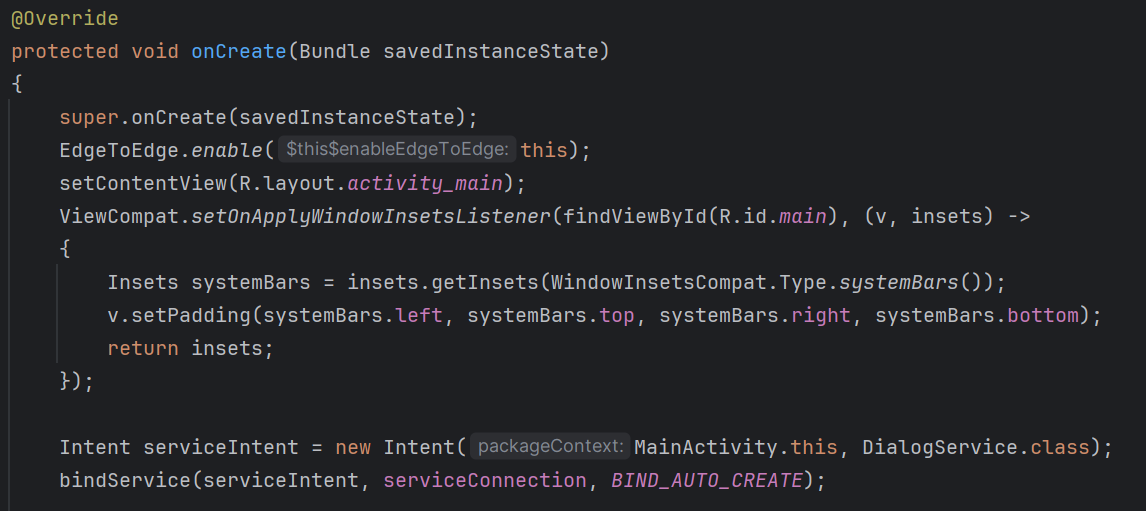 @Override
protected void onCreate(Bundle savedInstanceState)
{
super.onCreate(savedInstanceState);
EdgeToEdge.enable( $this$enableEdgeToEdge: this);
setContentView(R.layout.activity_main);
ViewCompat.setOnApplyWindowInsetsListener(findViewById(R.id.main), (v, insets) ->
{
Insets systemBars = insets.getInsets(WindowInsetsCompat.Type.systemBars());
v.setPadding(systemBars.left, systemBars.top, systemBars.right, systemBars.bottom);
return insets;
});
Intent serviceIntent = new Intent( packageContext: MainActivity.this, DialogService.class);
bindService(serviceIntent, serviceConnection, BIND_AUTO_CREATE);